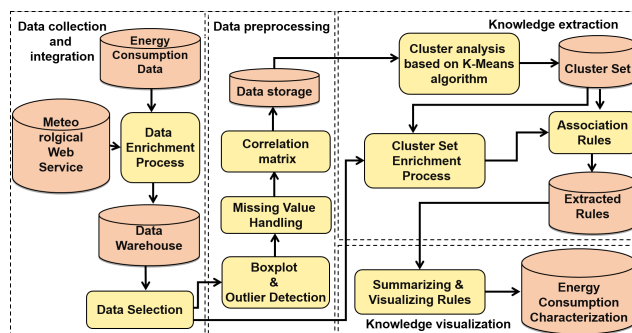 Data collection
and
integration
Energy
Consumption
Data
Meteo
rolgical
Web
Service
Data
Enrichment
Process
Data
Warehouse
Data Selection
Data preprocessing
Data storage
Correlation
matrix
Missing Value
Handling
Boxplot
&
Outlier Detection
Knowledge extraction
Cluster analysis
based on K-Means
algorithm
Cluster Set
Cluster Set
Enrichment
Process
Association
Rules
Extracted
Rules
Summarizing &
Visualizing Rules
Energy
Consumption
Characterization
Knowledge visualization